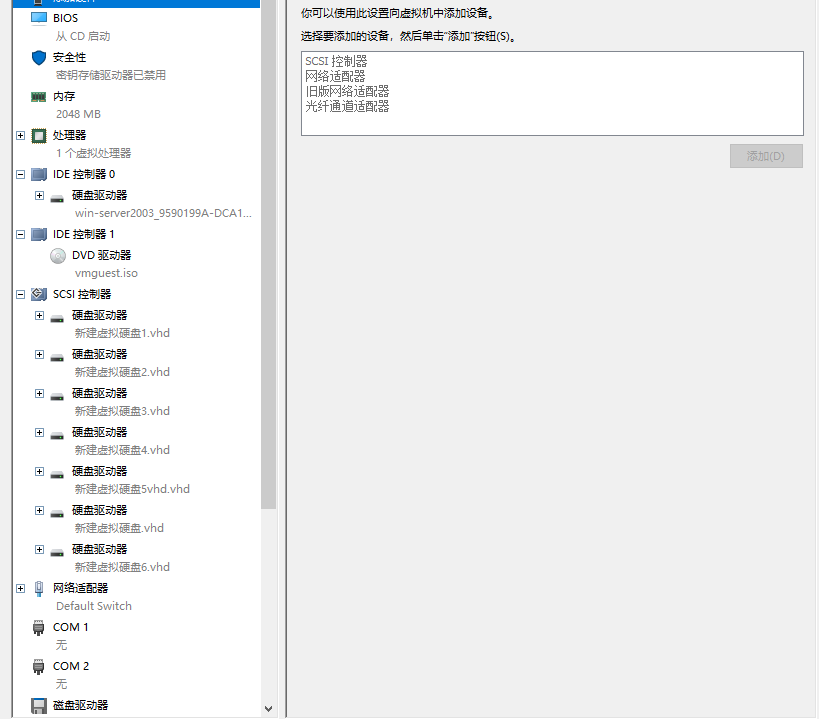 BIOS
从 CD 启动
安全性
密钥存储驱动器已禁用
内存
2048 MB
处理器
1 个虚拟处理器
IDE 控制器 0
硬盘驱动器
win-server2003_9590199A-DCA1...
IDE 控制器 1
DVD 驱动器
vmguest.iso
SCSI 控制器
硬盘驱动器
新建虚拟硬盘1.vhd
硬盘驱动器
新建虚拟硬盘2.vhd
硬盘驱动器
新建虚拟硬盘3.vhd
硬盘驱动器
新建虚拟硬盘4.vhd
硬盘驱动器
新建虚拟硬盘5vhd.vhd
硬盘驱动器
新建虚拟硬盘.vhd
硬盘驱动器
新建虚拟硬盘6.vhd
网络适配器
Default Switch
COM 1
无
COM 2
无
磁盘驱动器
你可以使用此设置向虚拟机中添加设备。
选择要添加的设备，然后单击"添加"按钮(S)。
SCSI 控制器
网络适配器
旧版网络适配器
光纤通道适配器
添加(D)